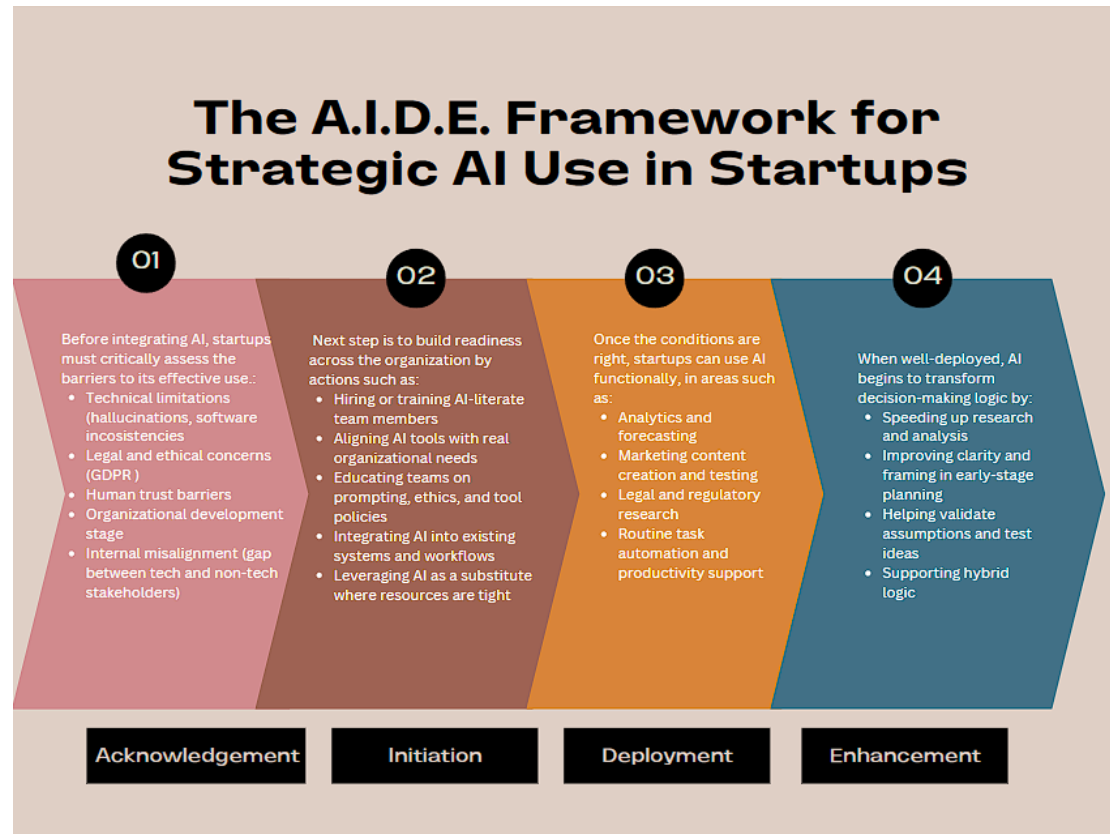 The A.I.D.E. Framework for
Strategic AI Use in Startups
01
Before integrating AI, startups
must critically assess the
barriers to its effective use.:
• Technical limitations
(hallucinations, software
incosistencies
• Legal and ethical concerns
(GDPR )
• Human trust barriers
• Organizational development
stage
• Internal misalignment (gap
between tech and non-tech
stakeholders)
Acknowledgement
02
Next step is to build readiness
across the organization by
actions such as:
• Hiring or training AI-literate
team members
• Aligning AI tools with real
organizational needs
• Educating teams on
prompting, ethics, and tool
policies
• Integrating AI into existing
systems and workflows
• Leveraging AI as a substitute
where resources are tight
Initiation
03
Once the conditions are
right, startups can use AI
functionally, in areas such
as:
• Analytics and
forecasting
• Marketing content
creation and testing
• Legal and regulatory
research
• Routine task
automation and
productivity support
Deployment
04
When well-deployed, AI
begins to transform
decision-making logic by:
• Speeding up research
and analysis
• Improving clarity and
framing in early-stage
planning
• Helping validate
assumptions and test
ideas
• Supporting hybrid
logic
Enhancement